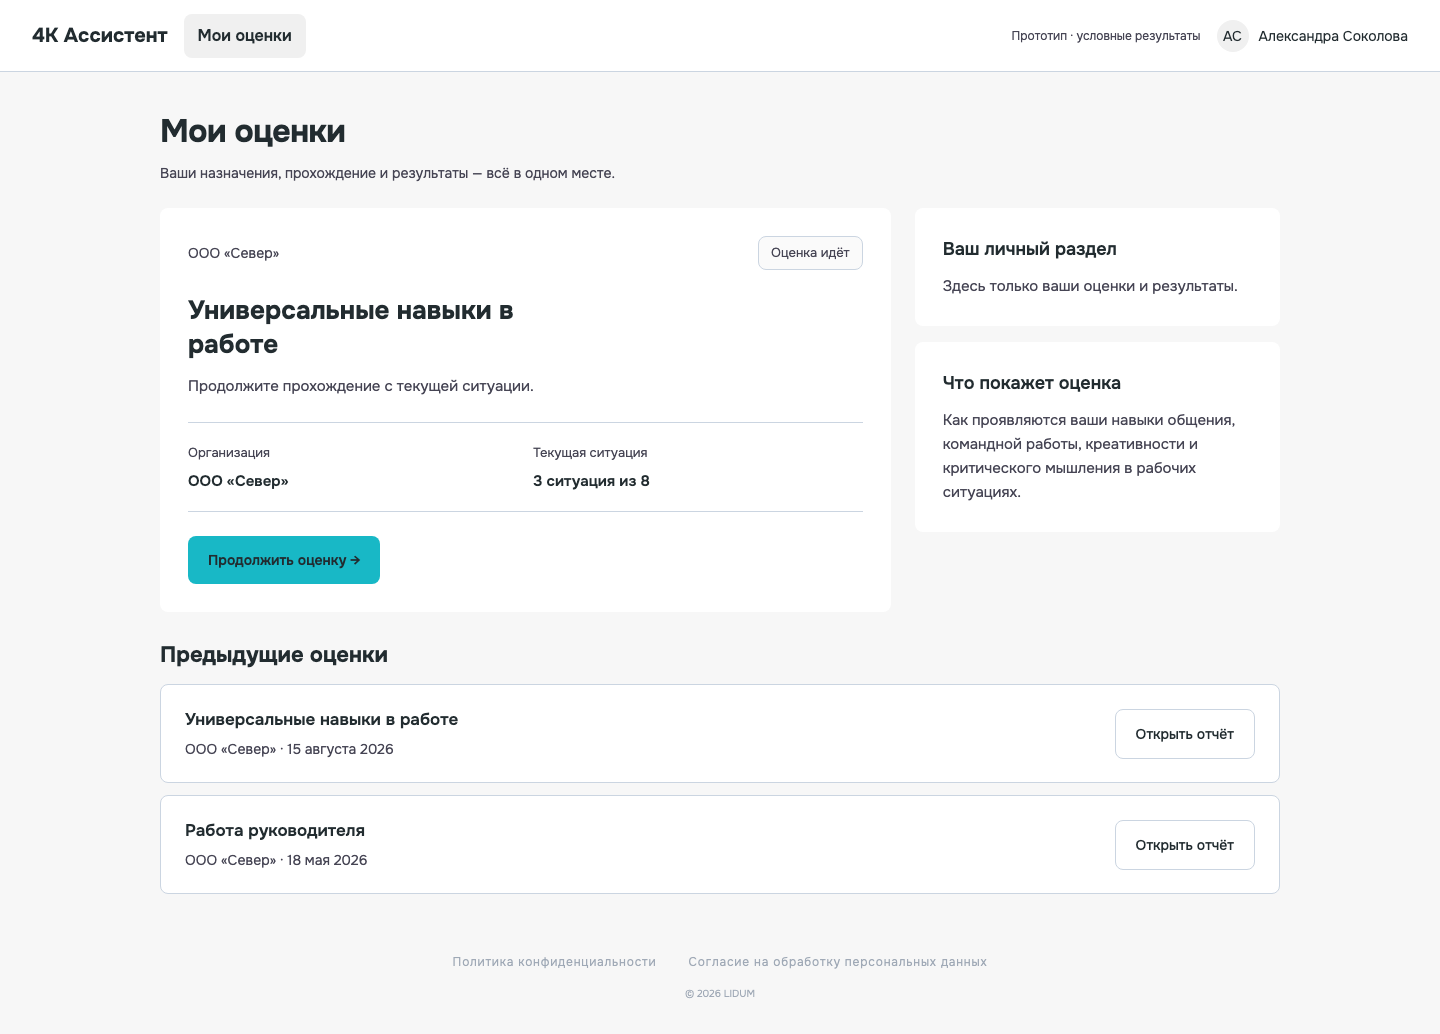 4К Ассистент
Мои оценки
Прототип · условные результаты
АС
Александра Соколова
Мои оценки
Ваши назначения, прохождение и результаты — всё в одном месте.
ООО «Север»
Оценка идёт
Универсальные навыки в
работе
Продолжите прохождение с текущей ситуации.
Организация
ООО «Север»
Текущая ситуация
3 ситуация из 8
Продолжить оценку →
Ваш личный раздел
Здесь только ваши оценки и результаты.
Что покажет оценка
Как проявляются ваши навыки общения,
командной работы, креативности и
критического мышления в рабочих
ситуациях.
Предыдущие оценки
Универсальные навыки в работе
ООО «Север» · 15 августа 2026
Открыть отчёт
Работа руководителя
ООО «Север» · 18 мая 2026
Открыть отчёт
Политика конфиденциальности
Согласие на обработку персональных данных
© 2026 LIDUM